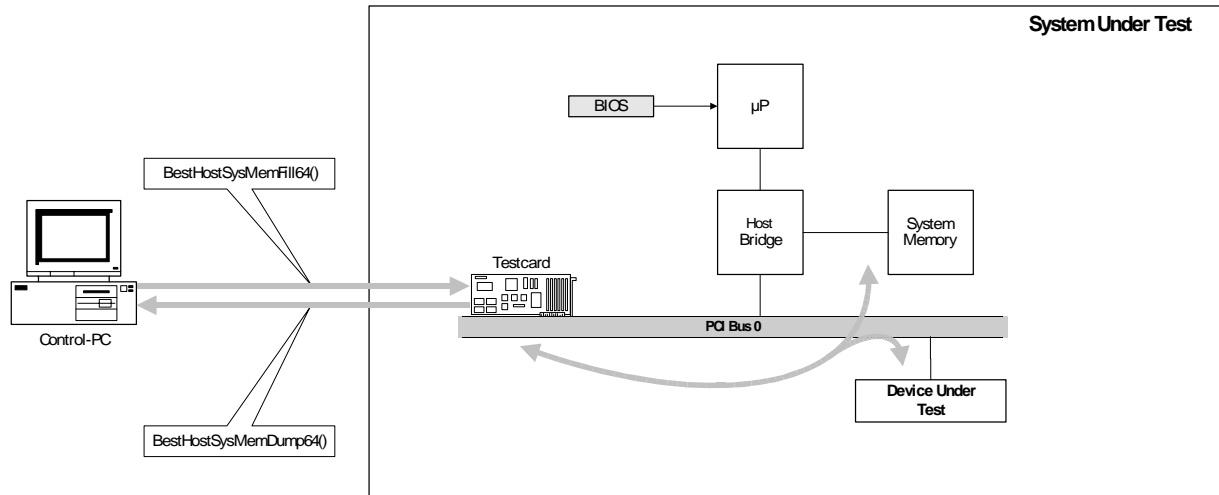 System Under Test
BIOS
µP
BestHostSysMemFill64()
Host
Bridge
System
Memory
Testcard
Control-PC
PCI Bus 0
Device Under
Test
BestHostSysMemDump64()